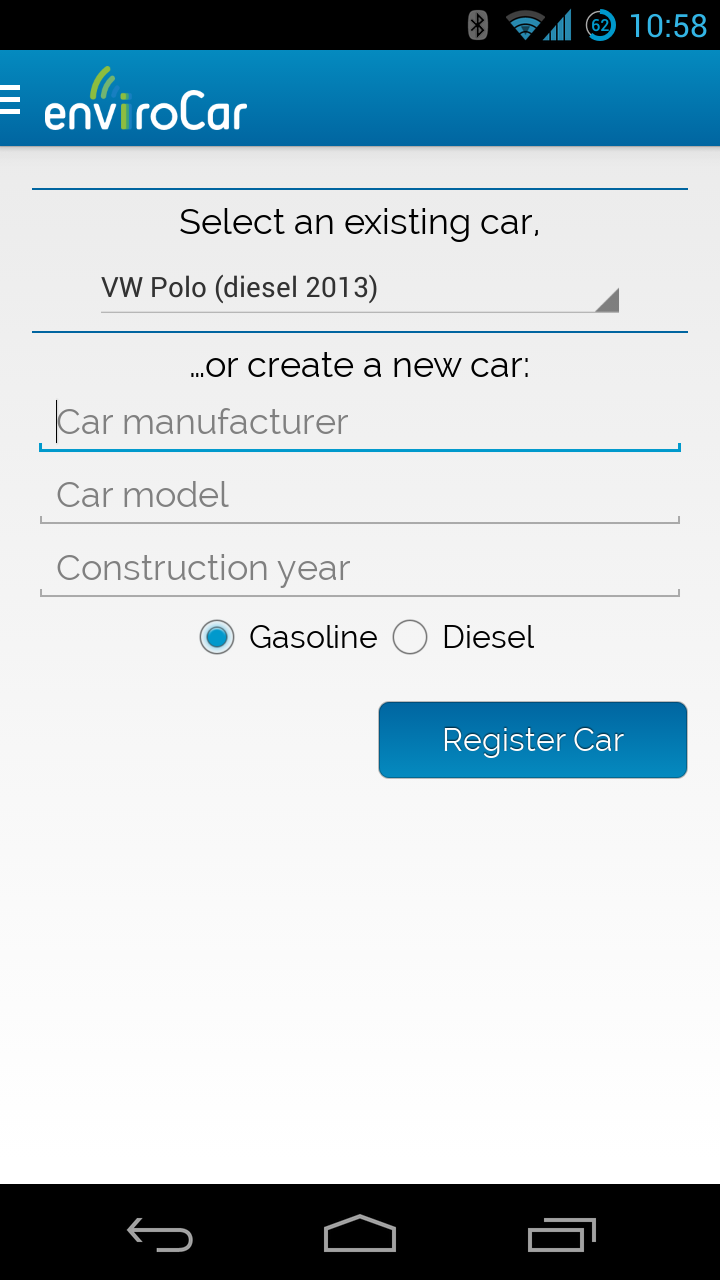 62 10:58
enviroCar
Select an existing car,
VW Polo (diesel 2013)
...or create a new car:
Car manufacturer
Car model
Construction year
Gasoline Diesel
Register Car